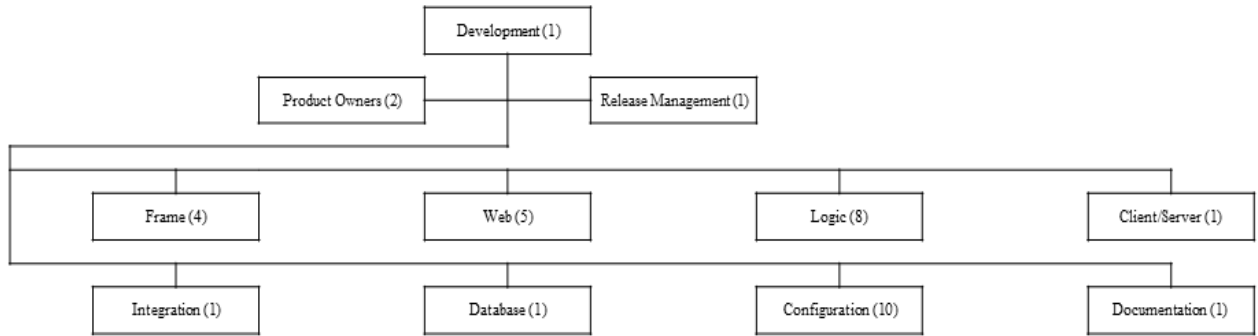 Development (1)
Product Owners (2)
Release Management (1)
Frame (4)
Web (5)
Logic (8)
Client/Server (1)
Integration (1)
Database (1)
Configuration (10)
Documentation (1)